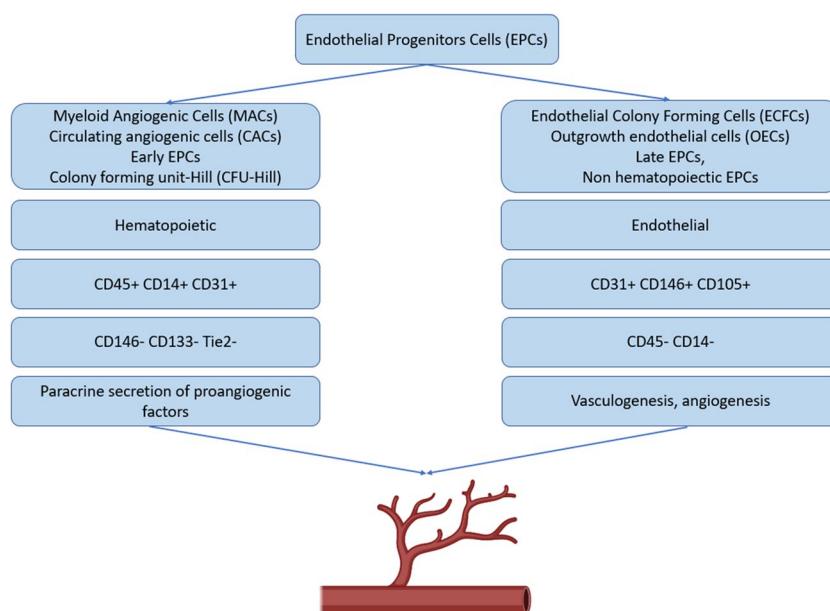 Endothelial Progenitors Cells (EPCs)
Myeloid Angiogenic Cells (MACs)
Circulating angiogenic cells (CACs)
Early EPCs
Colony forming unit-Hill (CFU-Hill)
Hematopoietic
CD45+ CD14+ CD31+
CD146- CD133- Tie2-
Paracrine secretion of proangiogenic
factors
Endothelial Colony Forming Cells (ECFCs)
Outgrowth endothelial cells (OECs)
Late EPCs,
Non hematopoiectic EPCs
Endothelial
CD31+ CD146+ CD105+
CD45- CD14-
Vasculogenesis, angiogenesis